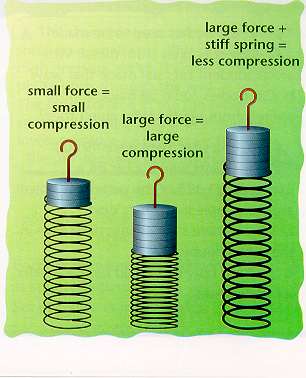 large force +
stiff spring =
less compression
small force =
small
compression
large force =
large
compression